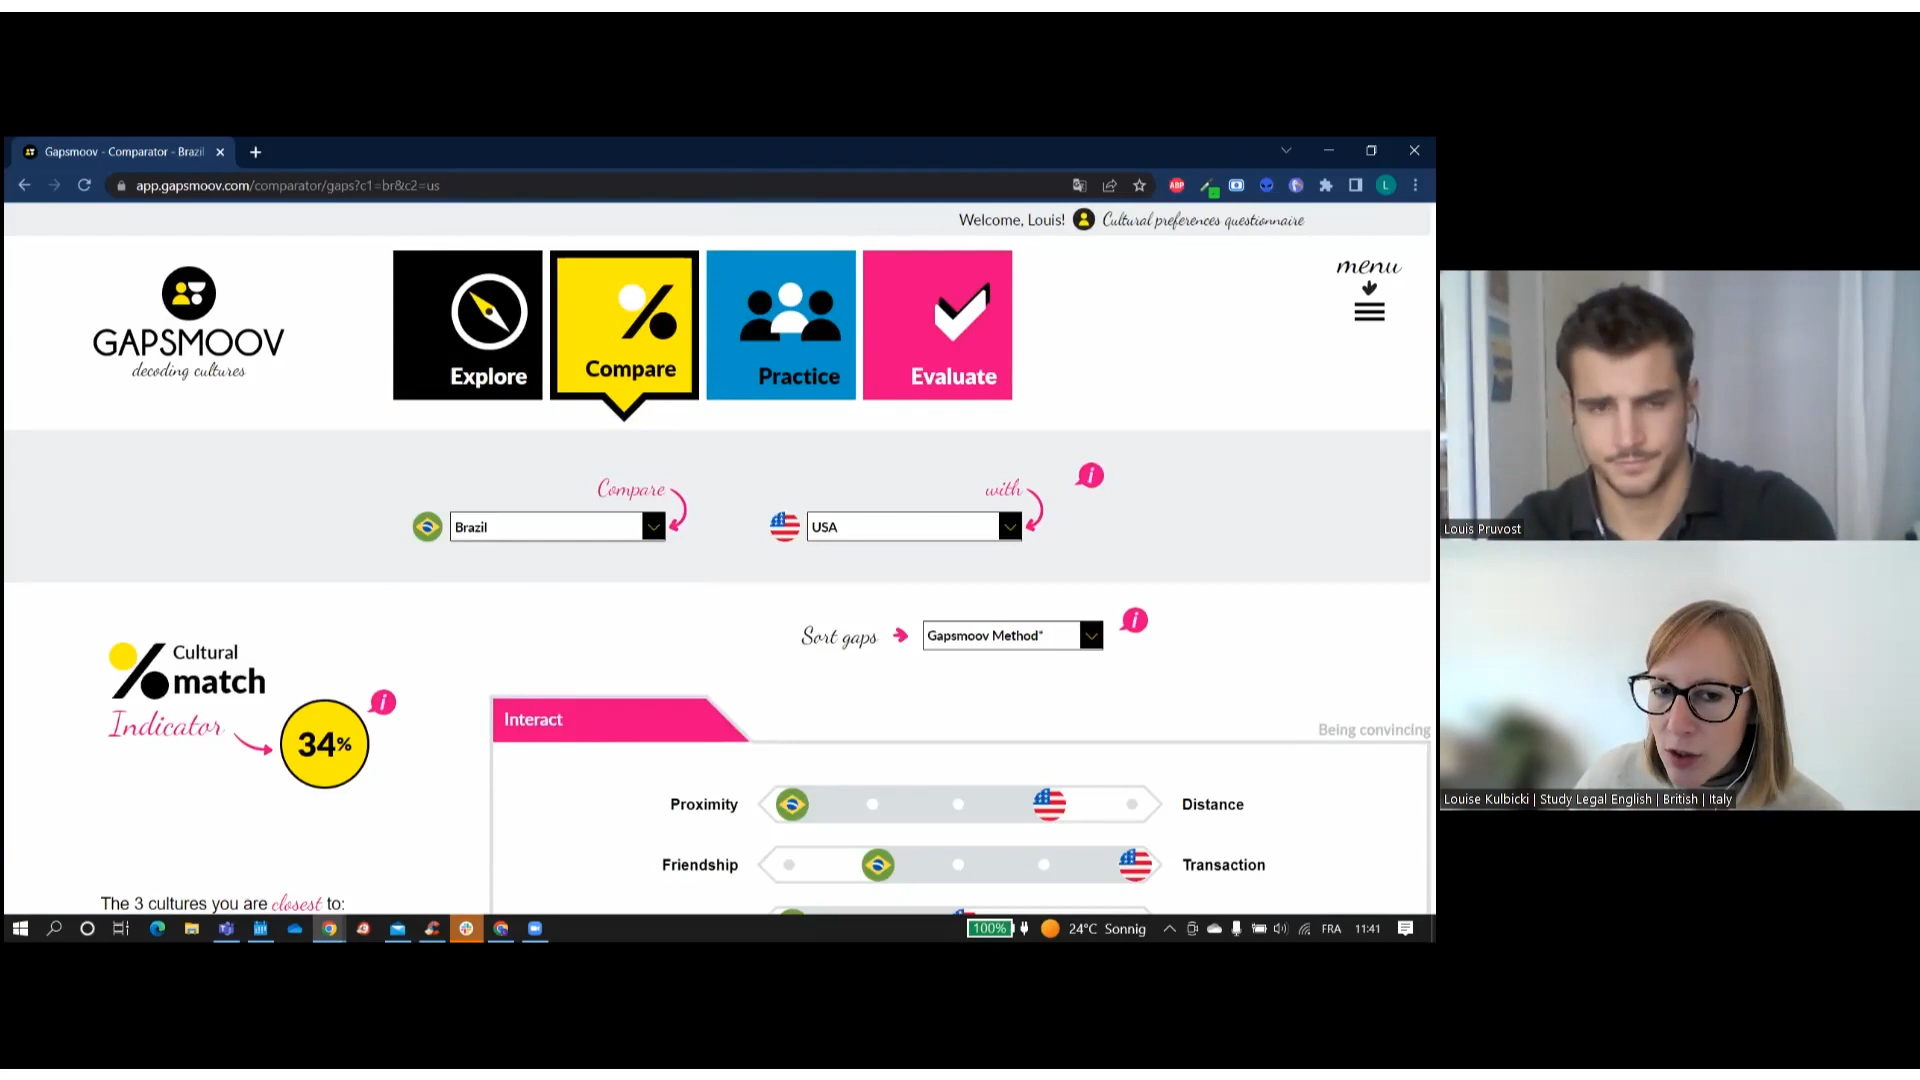 Gapsmoov - Comparator - Brazil
app.gapsmoov.com/comparator/gaps?c1=br&c2=us
ABP
L
Welcome, Louis! Cultural preferences questionnaire
GAPSMOOV
decoding cultures
Explore
Compare
Practice
Evaluate
menu
Compare
with
i
Brazil
USA
Sort gaps
Gapsmoov Method*
i
% Cultural
match
Indicator
34%
i
Interact
Being convincing
Proximity
Distance
Friendship
Transaction
The 3 cultures you are closest to:
100%
24°C Sonnig
FRA
11:41
Louis Pruvost
Louise Kulbicki | Study Legal English | British | Italy